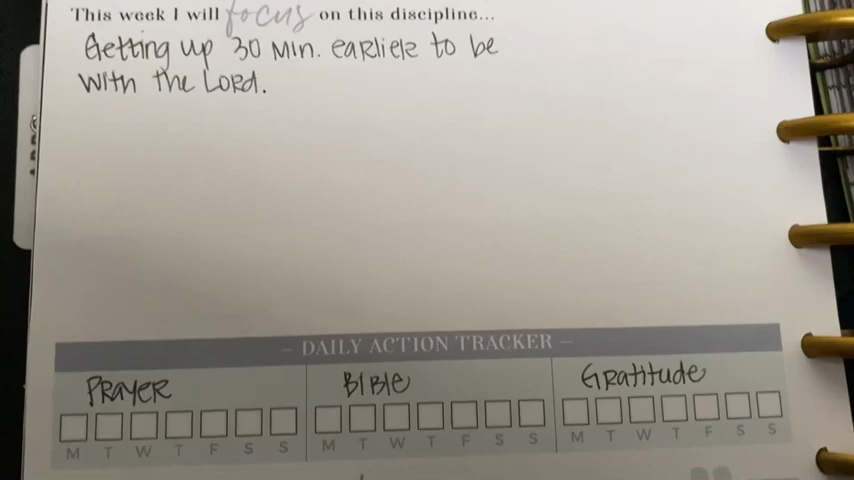 This week I will focus on this discipline...
Getting up 30 Min. earlier to be
with the Lord.
— DAILY ACTION TRACKER —
Prayer Bible Gratitude
M T W T F S S M T W T F S S M T W T F S S